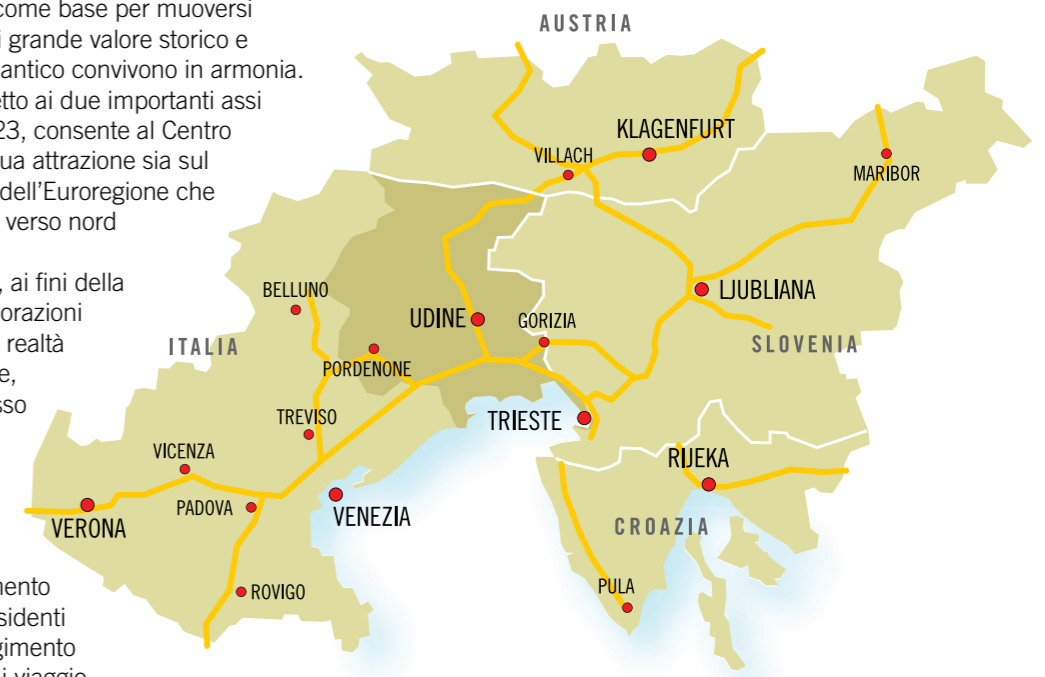 come base per muoversi
i grande valore storico e
antico convivono in armonia.
etto ai due importanti assi
23, consente al Centro
ua attrazione sia sul
dell'Euroregione che
verso nord
, ai fini della
orazioni
realtà
e,
sso
mento
sidenti
gimento
i viaggio
AUSTRIA
KLAGENFURT
VILLACH
MARIBOR
BELLUNO
UDINE
GORIZIA
LJUBLIANA
ITALIA
SLOVENIA
PORDENONE
TREVISO
TRIESTE
VICENZA
RIJEKA
PADOVA
VENEZIA
VERONA
CROAZIA
PULA
ROVIGO